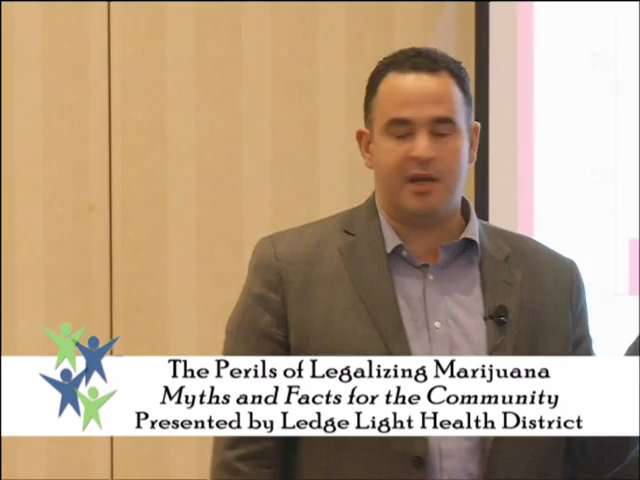 The Perils of Legalizing Marijuana
Myths and Facts for the Community
Presented by Ledge Light Health District